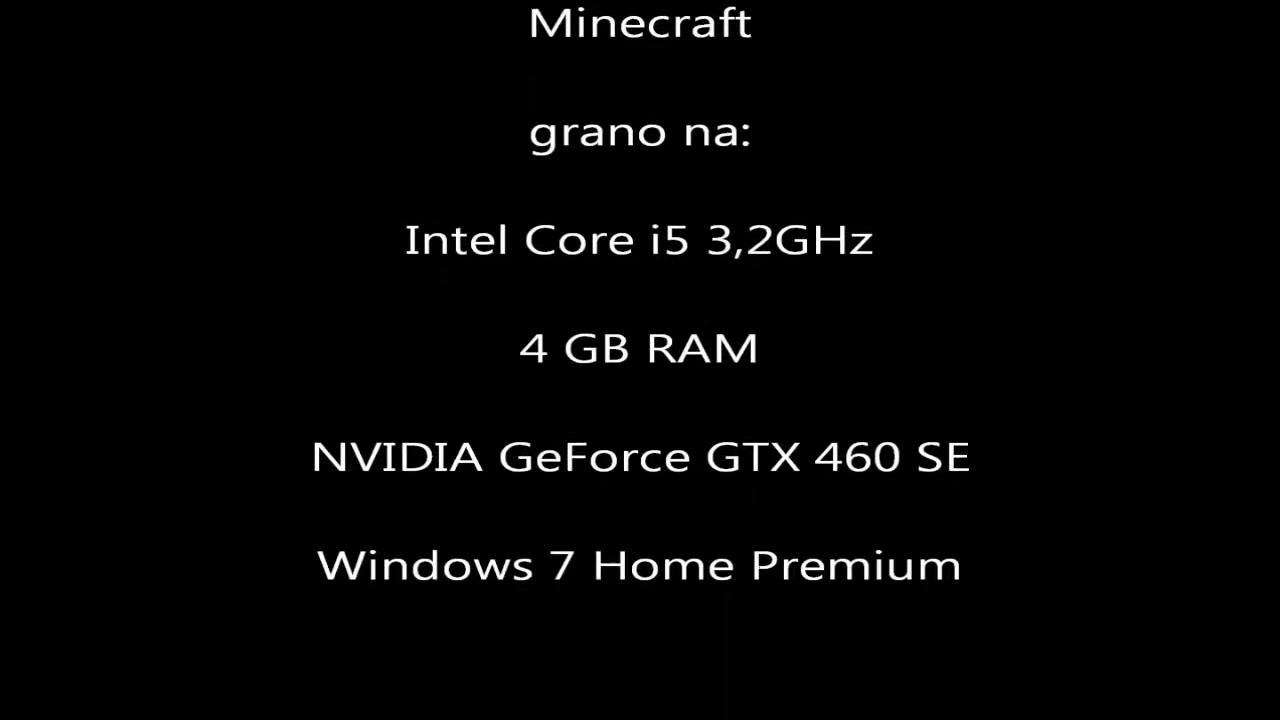 Minecraft
grano na:
Intel Core i5 3,2GHz
4 GB RAM
NVIDIA GeForce GTX 460 SE
Windows 7 Home Premium